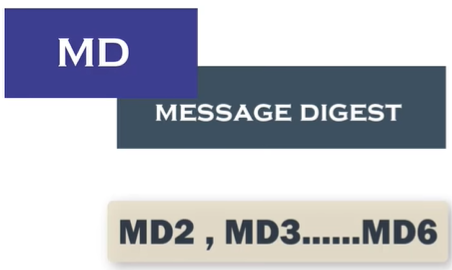 MD
MESSAGE DIGEST
MD2 , MD3......MD6